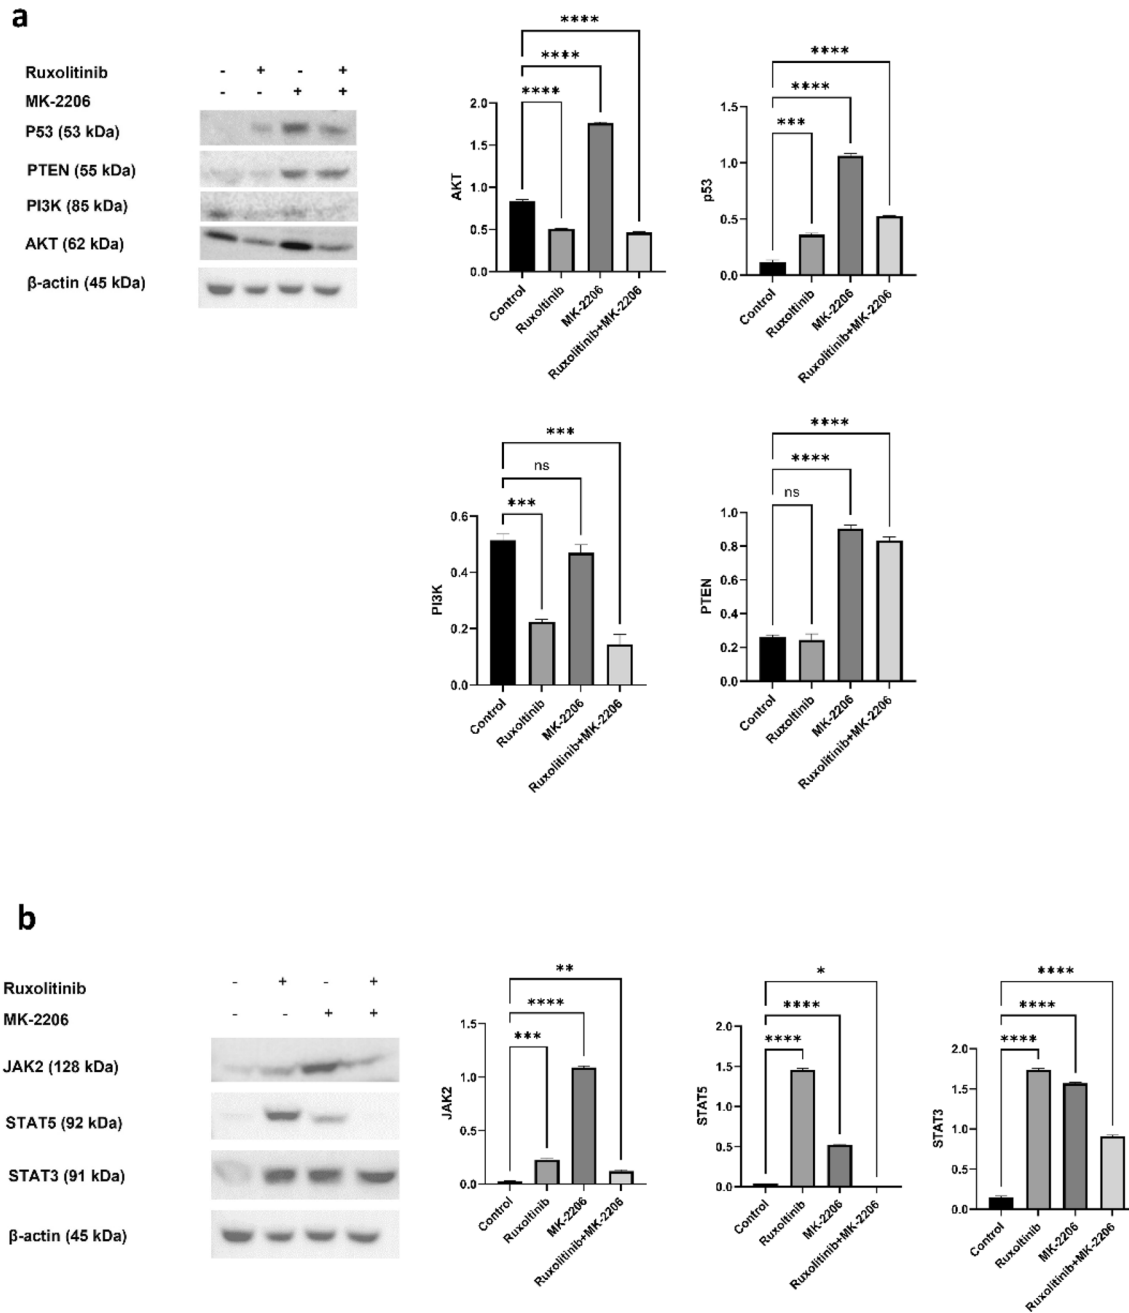 a
Ruxolitinib - + - +
MK-2206 - - + +
P53 (53 kDa)
PTEN (55 kDa)
PI3K (85 kDa)
AKT (62 kDa)
β-actin (45 kDa)
****
****
****
AKT
2.0
1.5
1.0
0.5
0.0
Control
Ruxoltinib
MK-2206
Ruxolitinib+MK-2206
****
****
***
p53
1.5
1.0
0.5
0.0
Control
Ruxoltinib
MK-2206
Ruxolitinib+MK-2206
***
ns
***
PI3K
0.6
0.4
0.2
0.0
Control
Ruxoltinib
MK-2206
Ruxolitinib+MK-2206
****
****
ns
PTEN
1.0
0.8
0.6
0.4
0.2
0.0
Control
Ruxoltinib
MK-2206
Ruxolitinib+MK-2206
b
Ruxolitinib - + - +
MK-2206 - - + +
JAK2 (128 kDa)
STAT5 (92 kDa)
STAT3 (91 kDa)
β-actin (45 kDa)
**
****
***
JAK2
1.5
1.0
0.5
0.0
Control
Ruxoltinib
MK-2206
Ruxolitinib+MK-2206
*
****
****
STAT5
2.0
1.5
1.0
0.5
0.0
Control
Ruxoltinib
MK-2206
Ruxolitinib+MK-2206
****
****
****
STAT3
2.0
1.5
1.0
0.5
0.0
Control
Ruxoltinib
MK-2206
Ruxolitinib+MK-2206